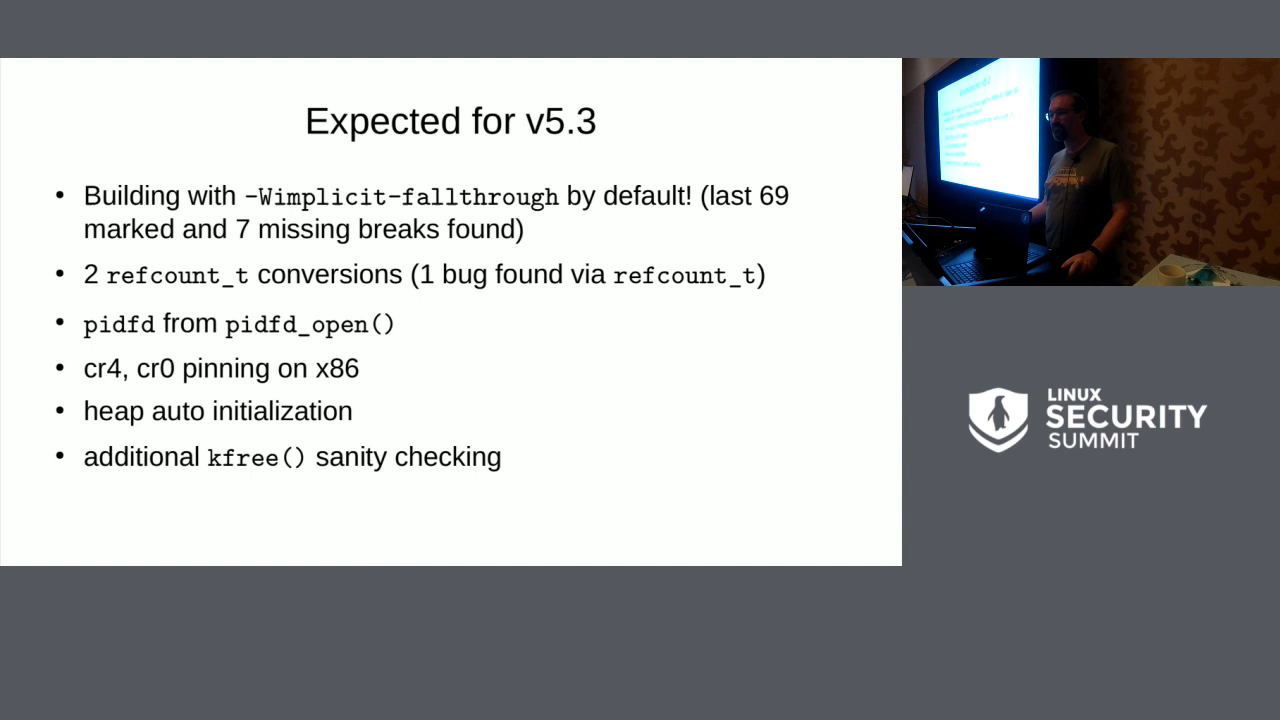 Expected for v5.3
• Building with -Wimplicit-fallthrough by default! (last 69
marked and 7 missing breaks found)
• 2 refcount_t conversions (1 bug found via refcount_t)
• pidfd from pidfd_open()
• cr4, cr0 pinning on x86
• heap auto initialization
• additional kfree() sanity checking
LINUX
SECURITY
SUMMIT